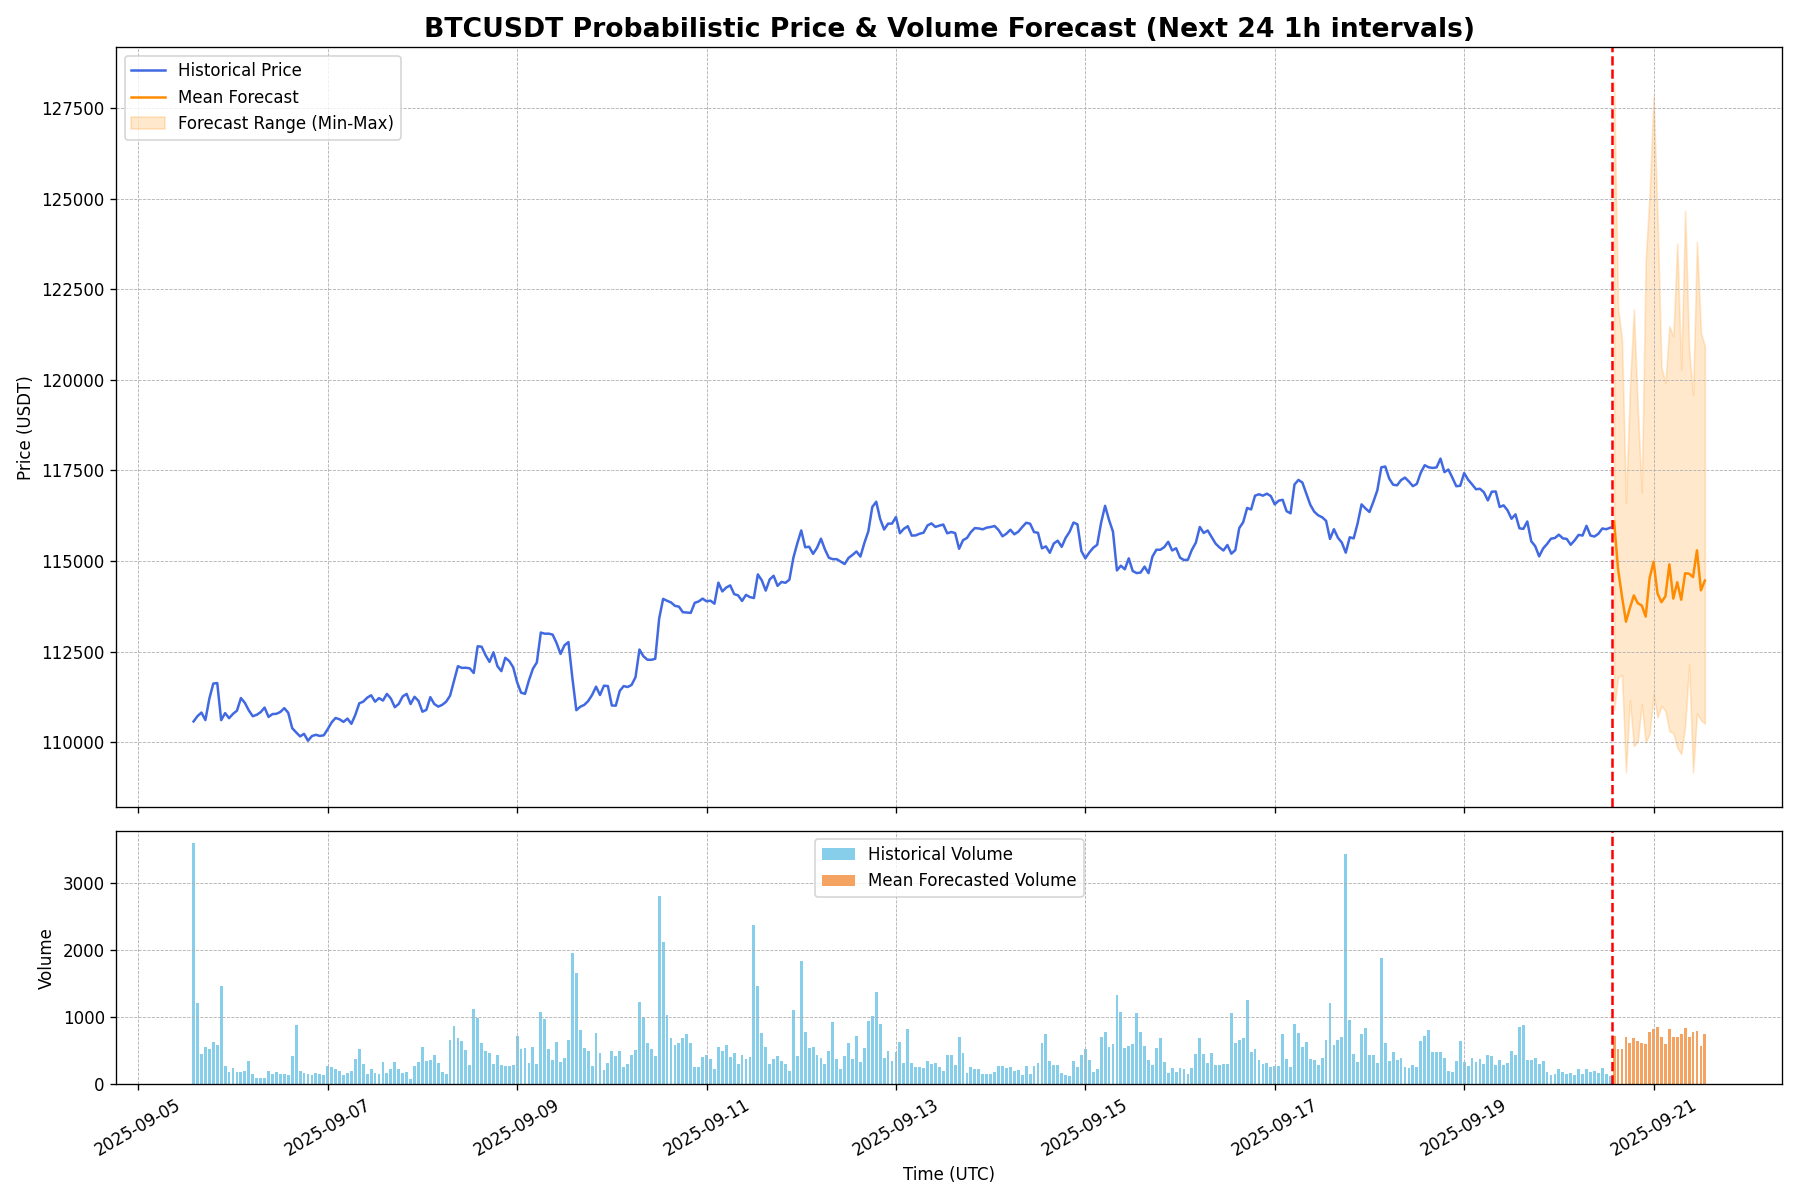 BTCUSDT Probabilistic Price & Volume Forecast (Next 24 1h intervals)
Historical Price
Mean Forecast
Forecast Range (Min-Max)
127500
125000
122500
120000
117500
115000
112500
110000
Price (USDT)
Historical Volume
Mean Forecasted Volume
3000
2000
1000
0
Volume
2025-09-05
2025-09-07
2025-09-09
2025-09-11
2025-09-13
2025-09-15
2025-09-17
2025-09-19
2025-09-21
Time (UTC)